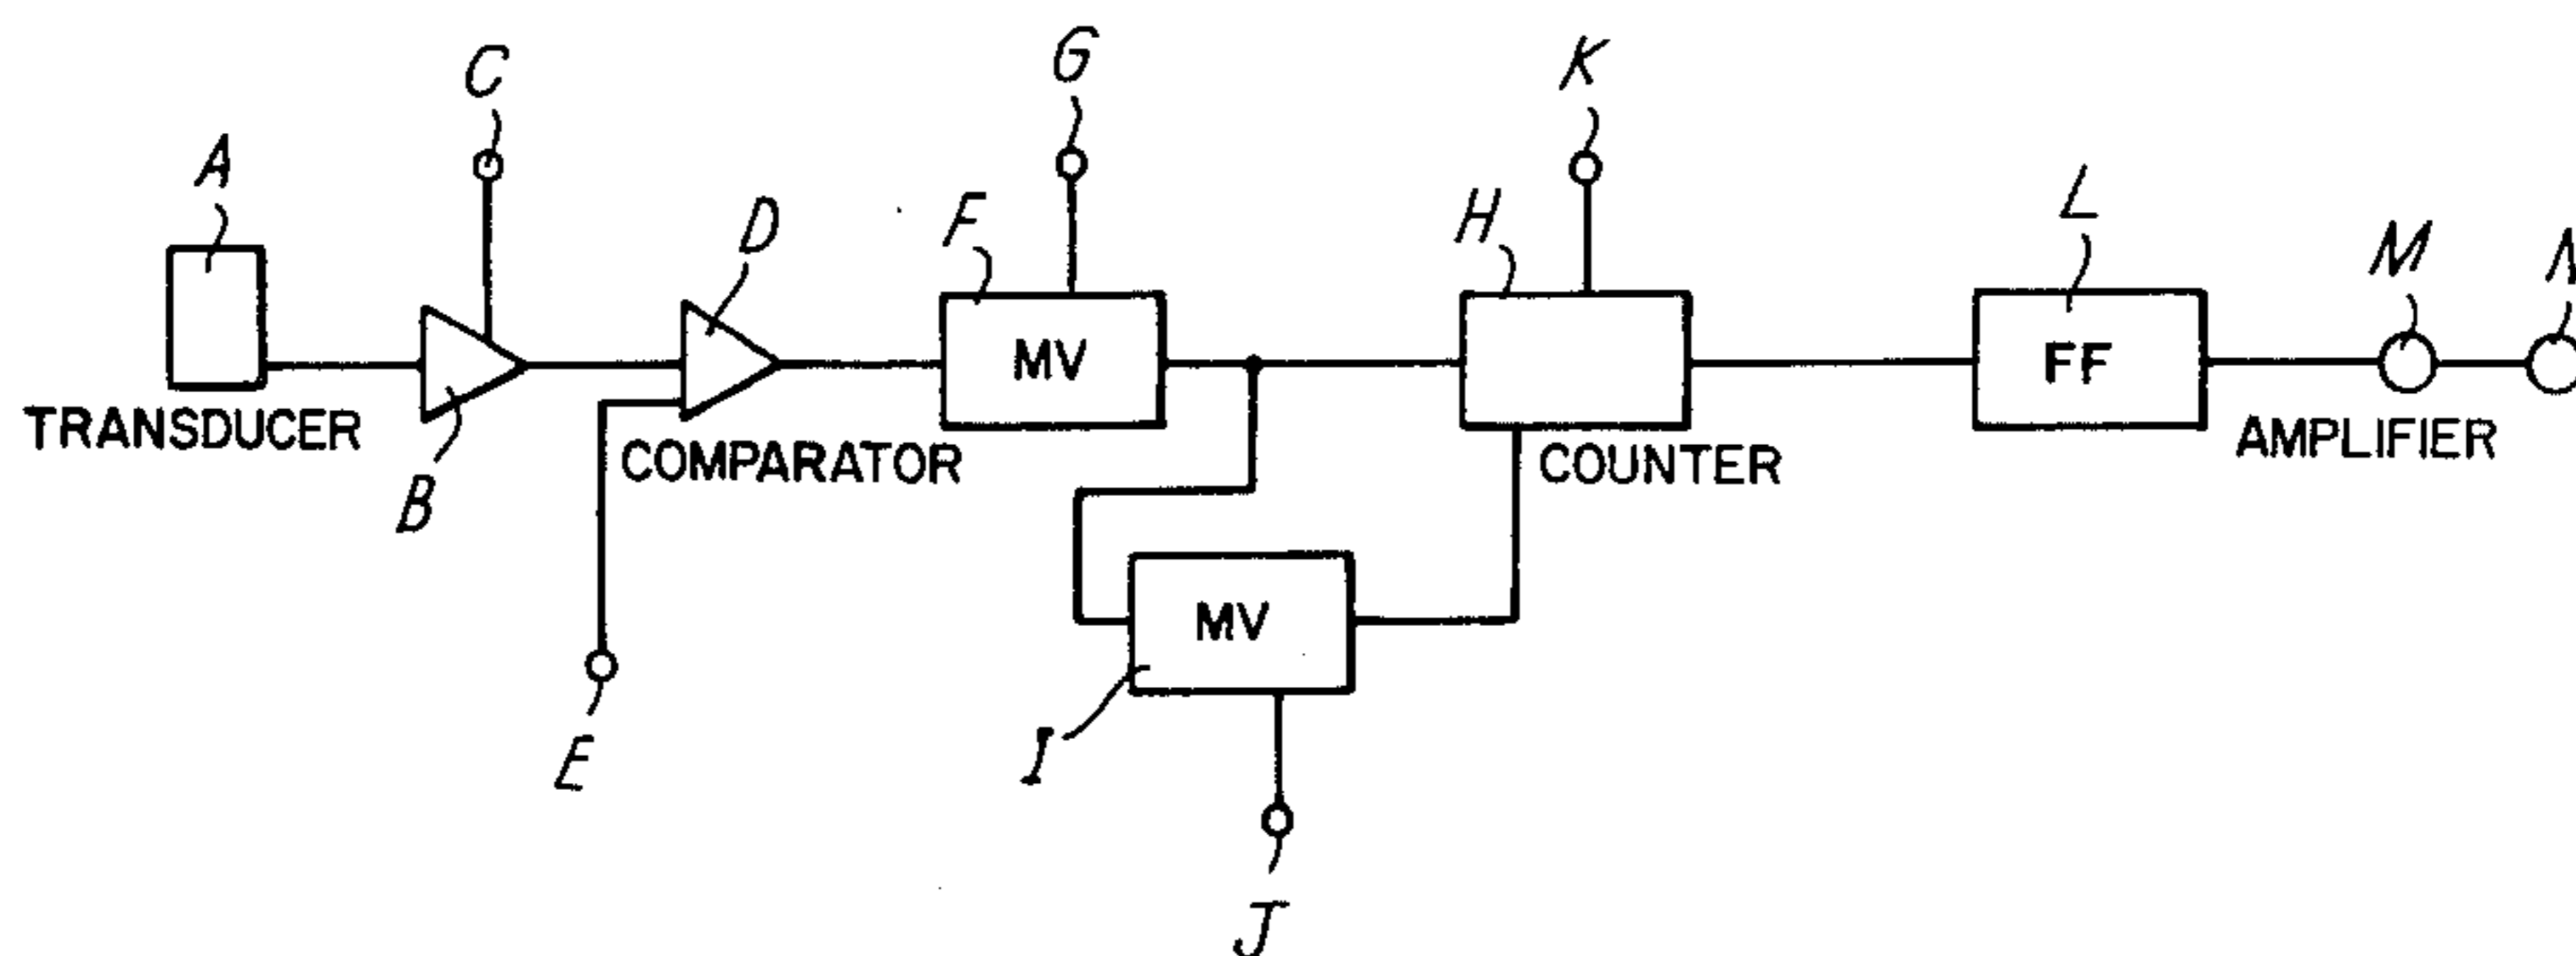 C
G
K
A
D
F
H
L
M
MV
FF
TRANSDUCER
COMPARATOR
COUNTER
AMPLIFIER
B
MV
E
I
J